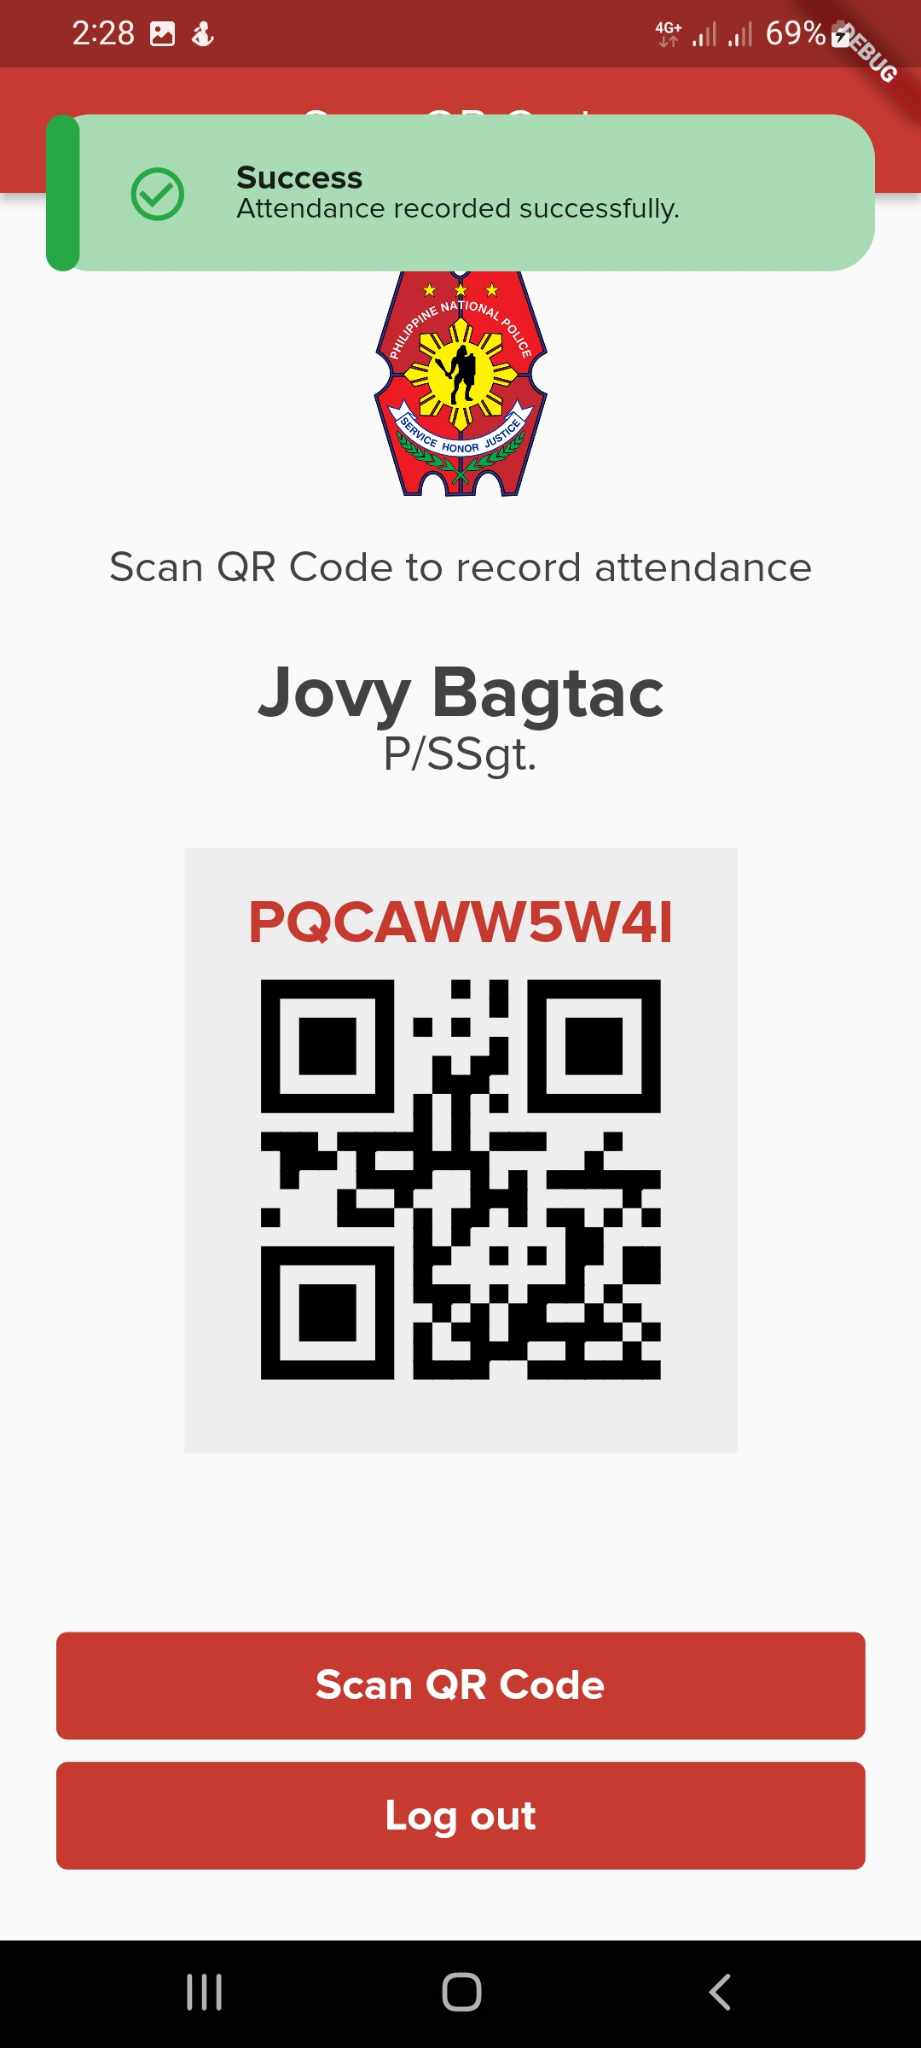 2:28
4G+
69%
DEBUG
Success
Attendance recorded successfully.
PHILIPPINE NATIONAL POLICE
SERVICE HONOR JUSTICE
Scan QR Code to record attendance
Jovy Bagtac
P/SSgt.
PQCAWW5W4I
Scan QR Code
Log out